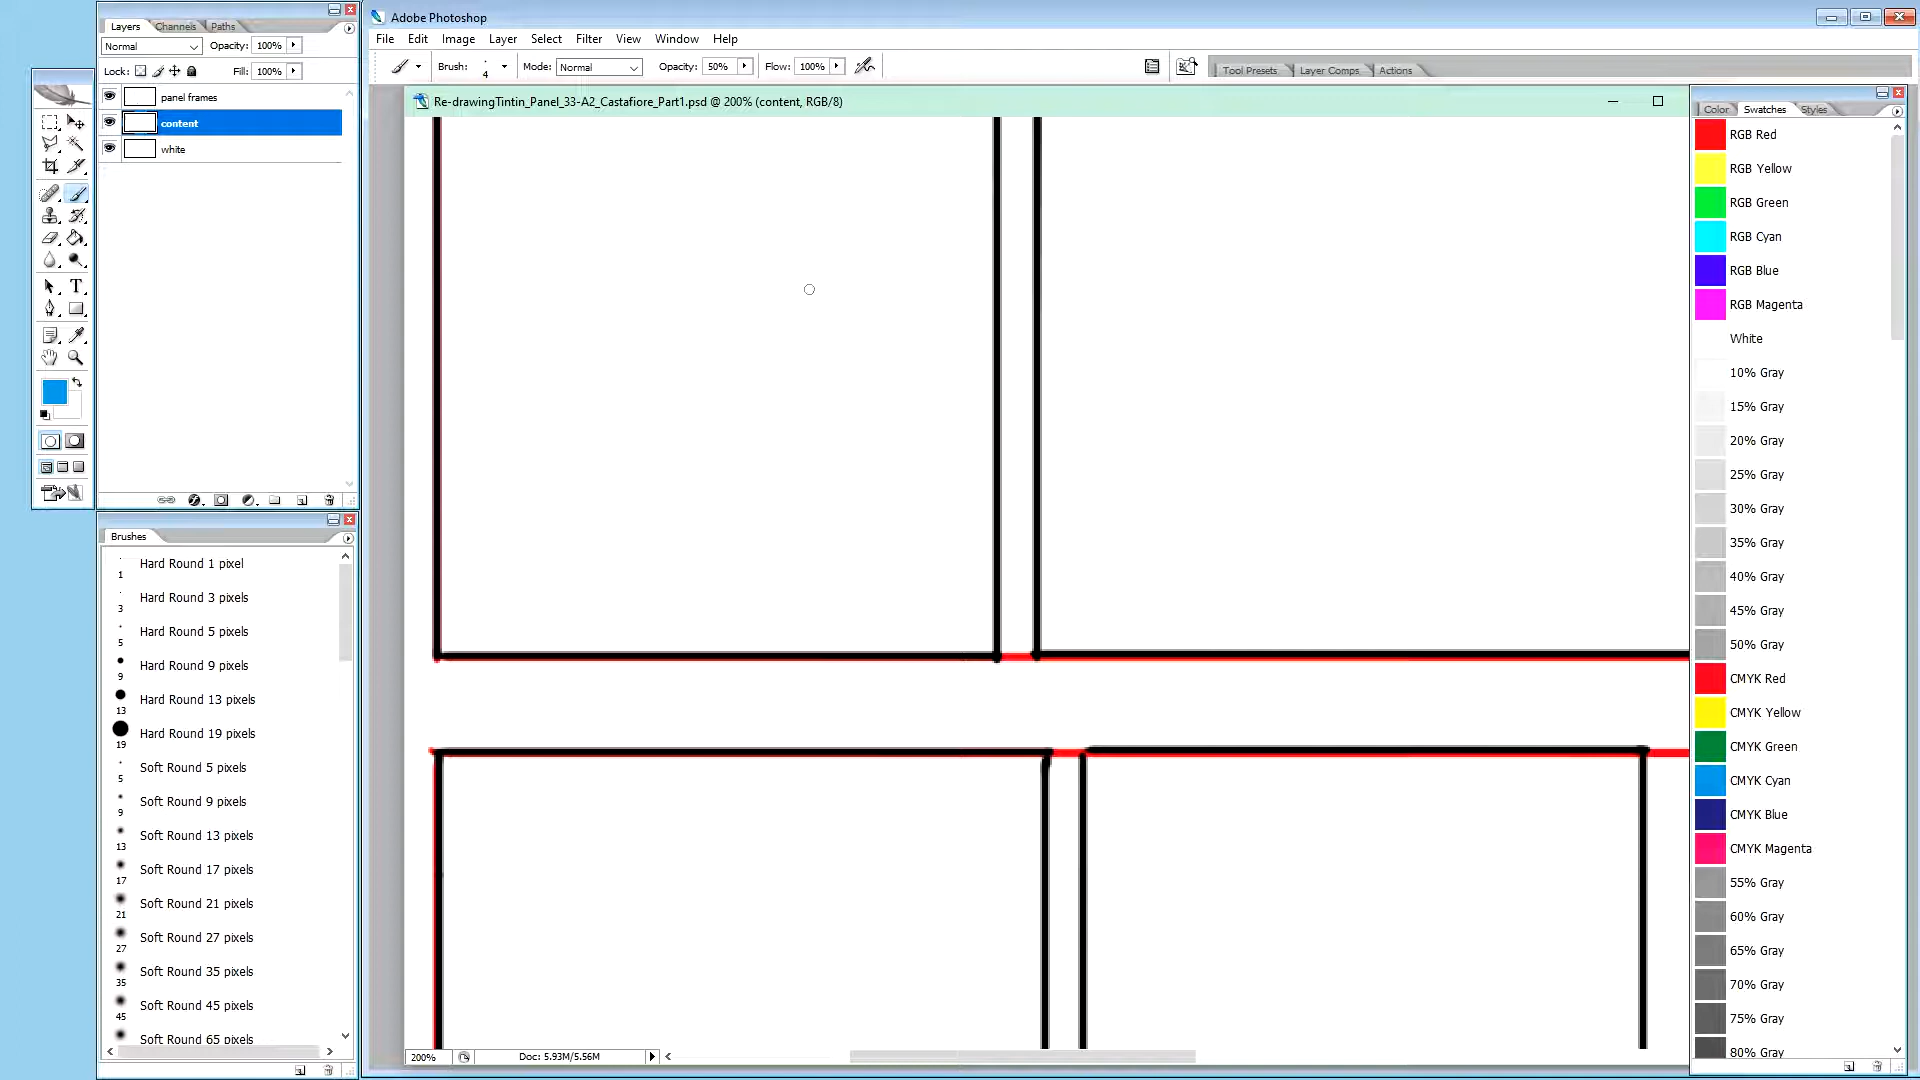 Layers Channels Paths
Normal Opacity: 100%
Lock: Fill: 100%
panel frames
content
white
Brushes
Hard Round 1 pixel
1
Hard Round 3 pixels
3
Hard Round 5 pixels
5
Hard Round 9 pixels
9
Hard Round 13 pixels
13
Hard Round 19 pixels
19
Soft Round 5 pixels
5
Soft Round 9 pixels
9
Soft Round 13 pixels
13
Soft Round 17 pixels
17
Soft Round 21 pixels
21
Soft Round 27 pixels
27
Soft Round 35 pixels
35
Soft Round 45 pixels
45
Soft Round 65 pixels
Adobe Photoshop
File Edit Image Layer Select Filter View Window Help
Brush: 4 Mode: Normal Opacity: 50% Flow: 100% Tool Presets Layer Comps Actions
Re-drawingTintin_Panel_33-A2_Castafiore_Part1.psd @ 200% (content, RGB/8)
200% Doc: 5.93M/5.56M
Color Swatches Styles
RGB Red
RGB Yellow
RGB Green
RGB Cyan
RGB Blue
RGB Magenta
White
10% Gray
15% Gray
20% Gray
25% Gray
30% Gray
35% Gray
40% Gray
45% Gray
50% Gray
CMYK Red
CMYK Yellow
CMYK Green
CMYK Cyan
CMYK Blue
CMYK Magenta
55% Gray
60% Gray
65% Gray
70% Gray
75% Gray
80% Gray